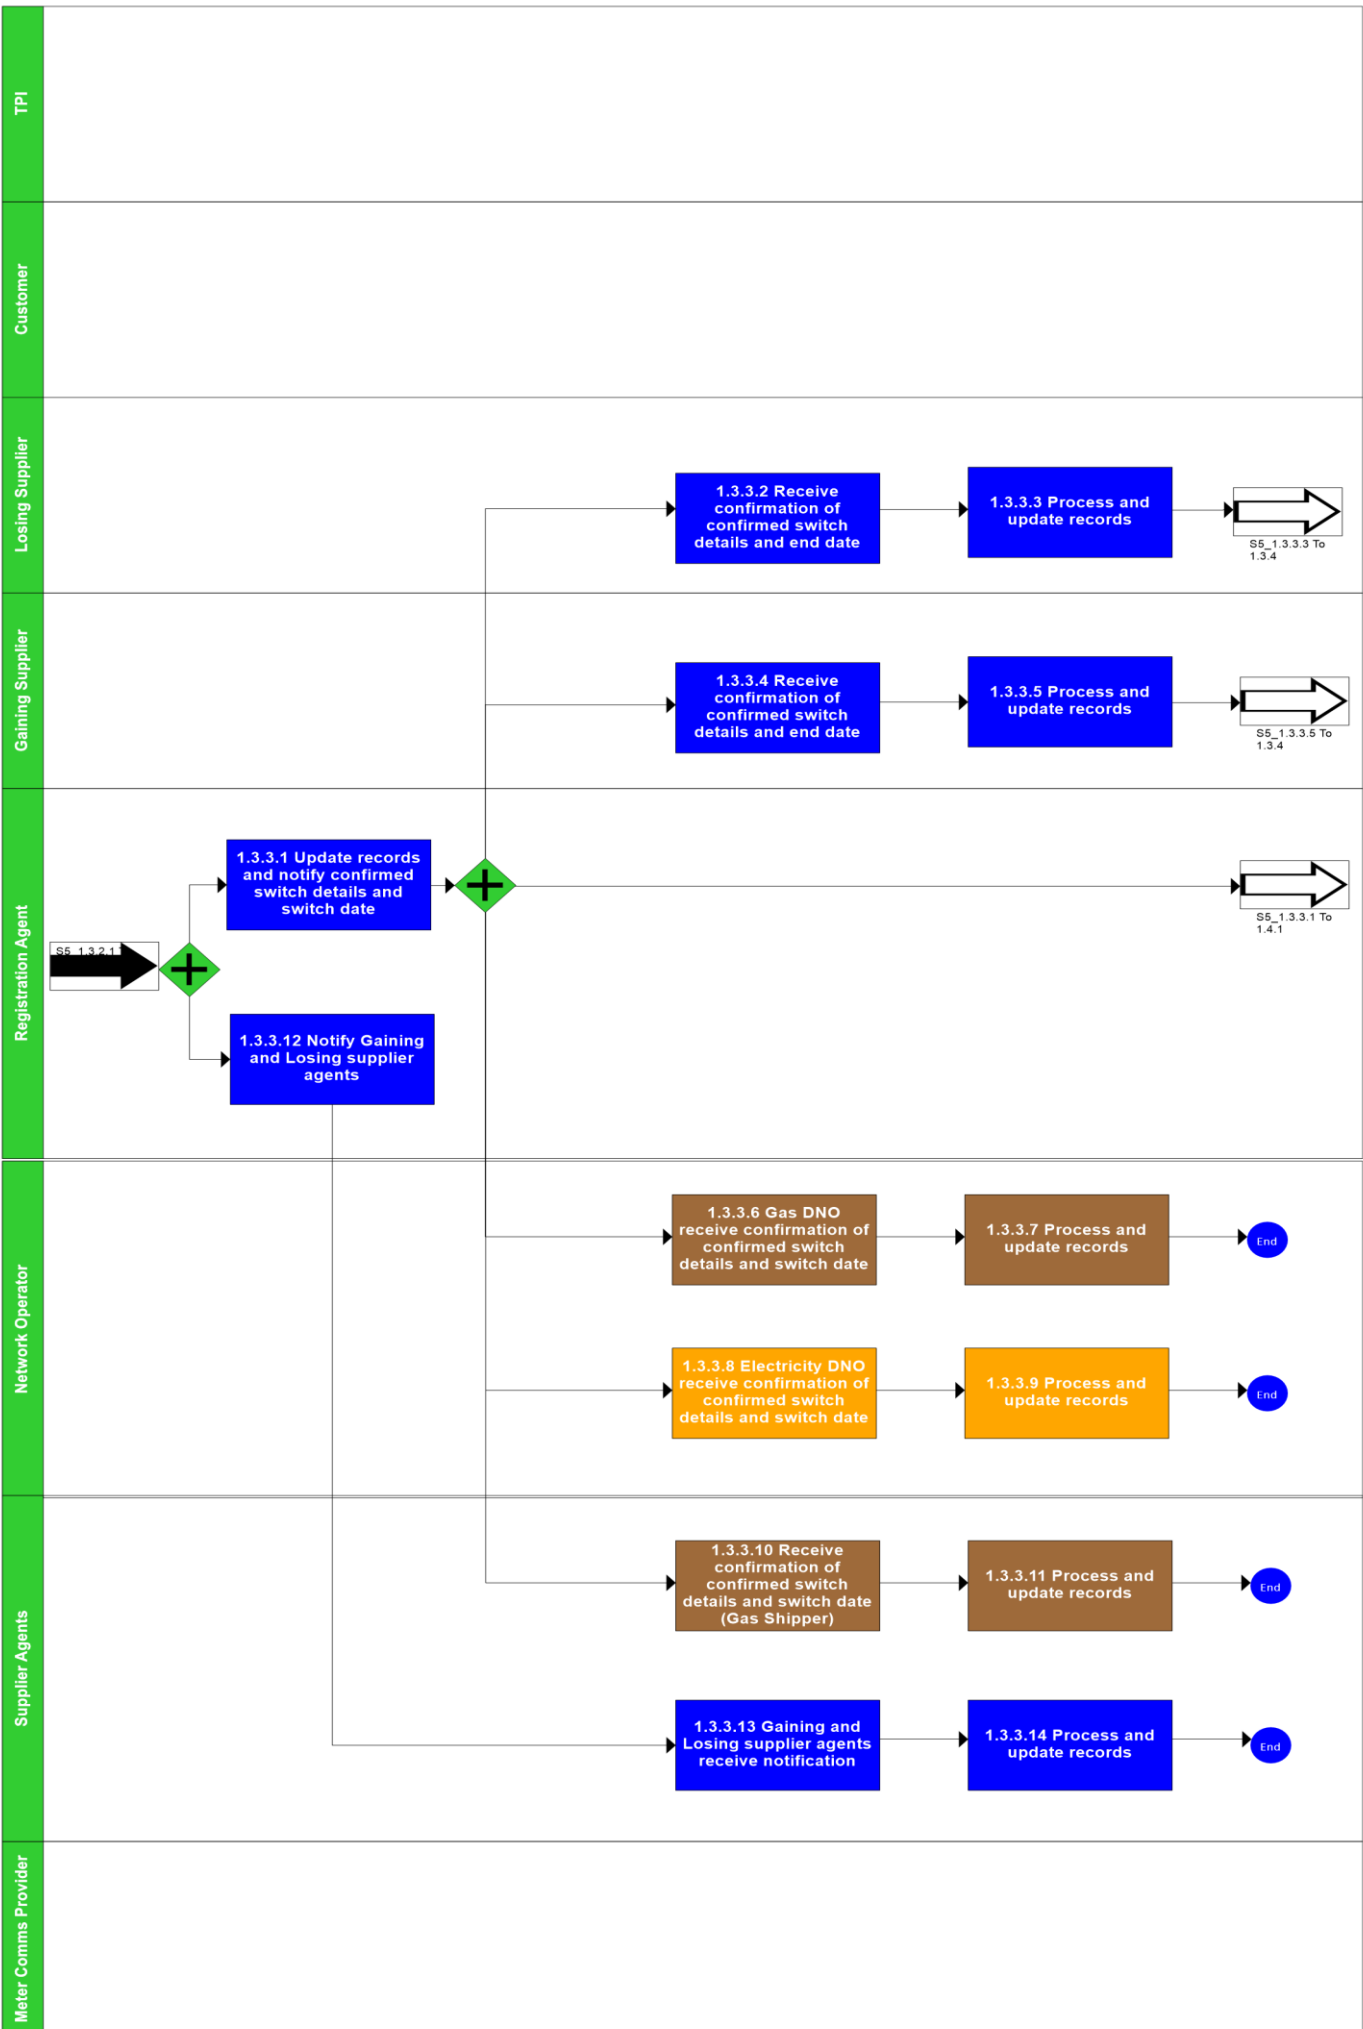 TPI
Customer
Losing Supplier
1.3.3.2 Receive
confirmation of
confirmed switch
details and end date
1.3.3.3 Process and
update records
S5_1.3.3.3 To
1.3.4
Gaining Supplier
1.3.3.4 Receive
confirmation of
confirmed switch
details and end date
1.3.3.5 Process and
update records
S5_1.3.3.5 To
1.3.4
Registration Agent
S5_1.3.2.1
1.3.3.1 Update records
and notify confirmed
switch details and
switch date
S5_1.3.3.1 To
1.4.1
1.3.3.12 Notify Gaining
and Losing supplier
agents
Network Operator
1.3.3.6 Gas DNO
receive confirmation of
confirmed switch
details and switch date
1.3.3.7 Process and
update records
End
1.3.3.8 Electricity DNO
receive confirmation of
confirmed switch
details and switch date
1.3.3.9 Process and
update records
End
Supplier Agents
1.3.3.10 Receive
confirmation of
confirmed switch
details and switch date
(Gas Shipper)
1.3.3.11 Process and
update records
End
1.3.3.13 Gaining and
Losing supplier agents
receive notification
1.3.3.14 Process and
update records
End
Meter Comms Provider